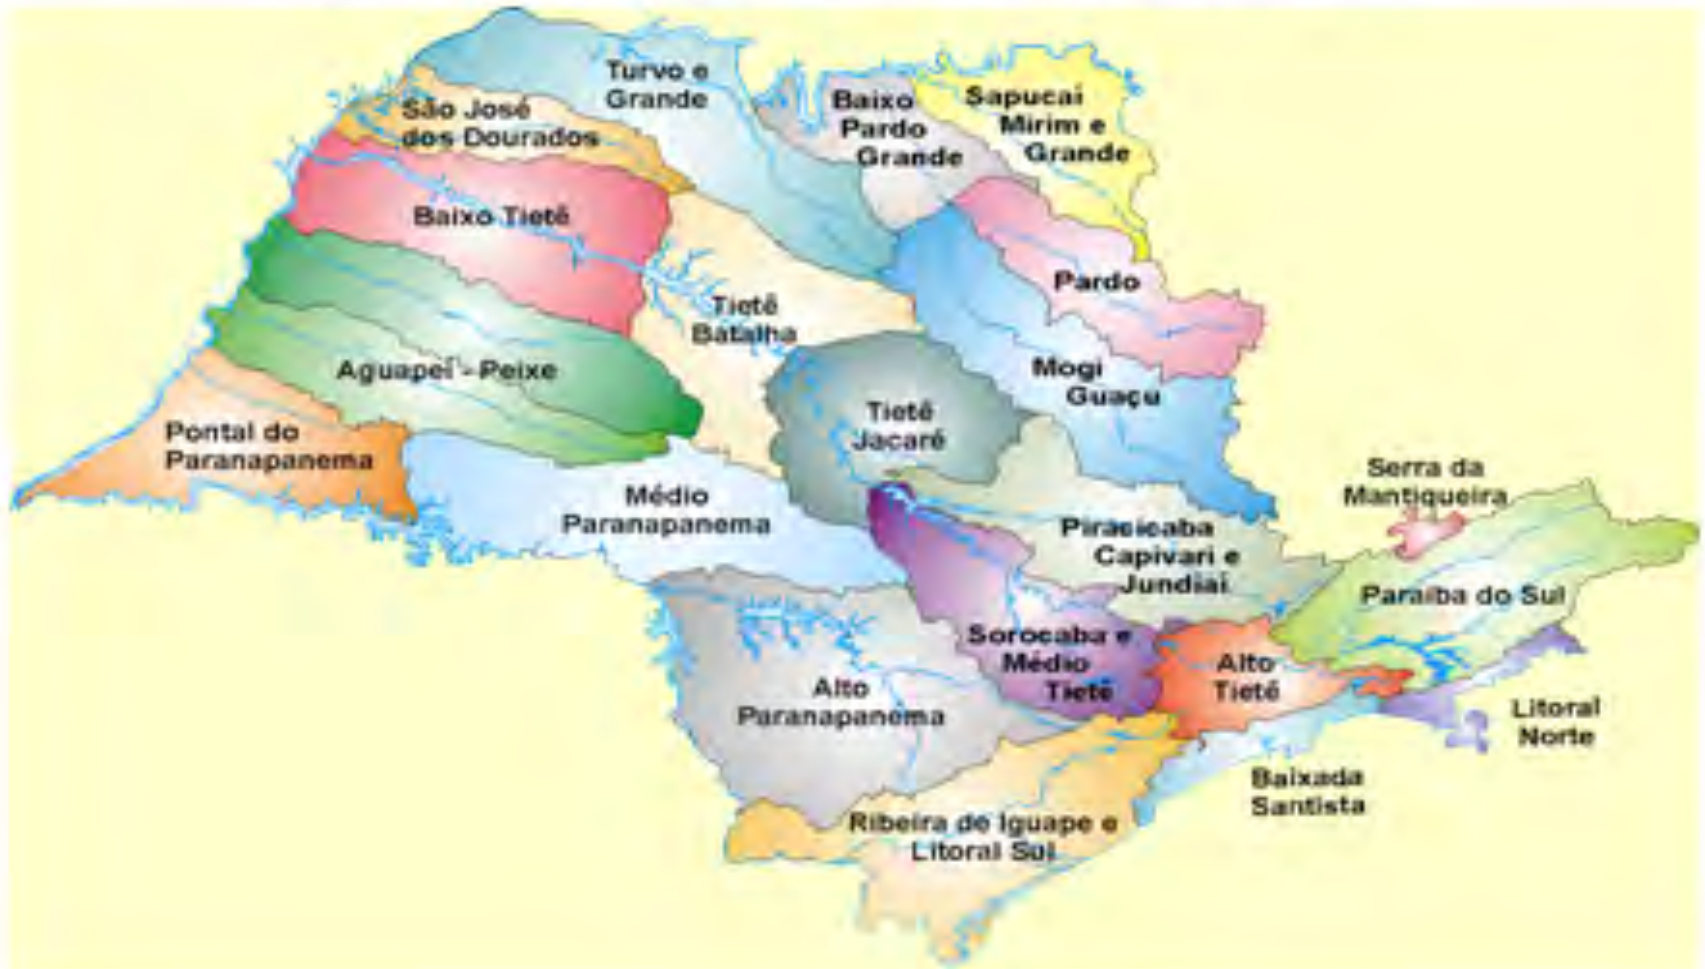 Turvo e
Grande
São José
dos Dourados
Baixo
Pardo
Grande
Sapucaí
Mirim e
Grande
Baixo Tietê
Pardo
Tietê
Batalha
Aguapeí - Peixe
Mogi
Guaçu
Tietê
Jacaré
Pontal do
Paranapanema
Serra da
Mantiqueira
Médio
Paranapanema
Piracicaba
Capivari e
Jundiaí
Paraíba do Sul
Sorocaba e
Médio
Tietê
Alto
Tietê
Alto
Paranapanema
Litoral
Norte
Baixada
Santista
Ribeira de Iguape e
Litoral Sul